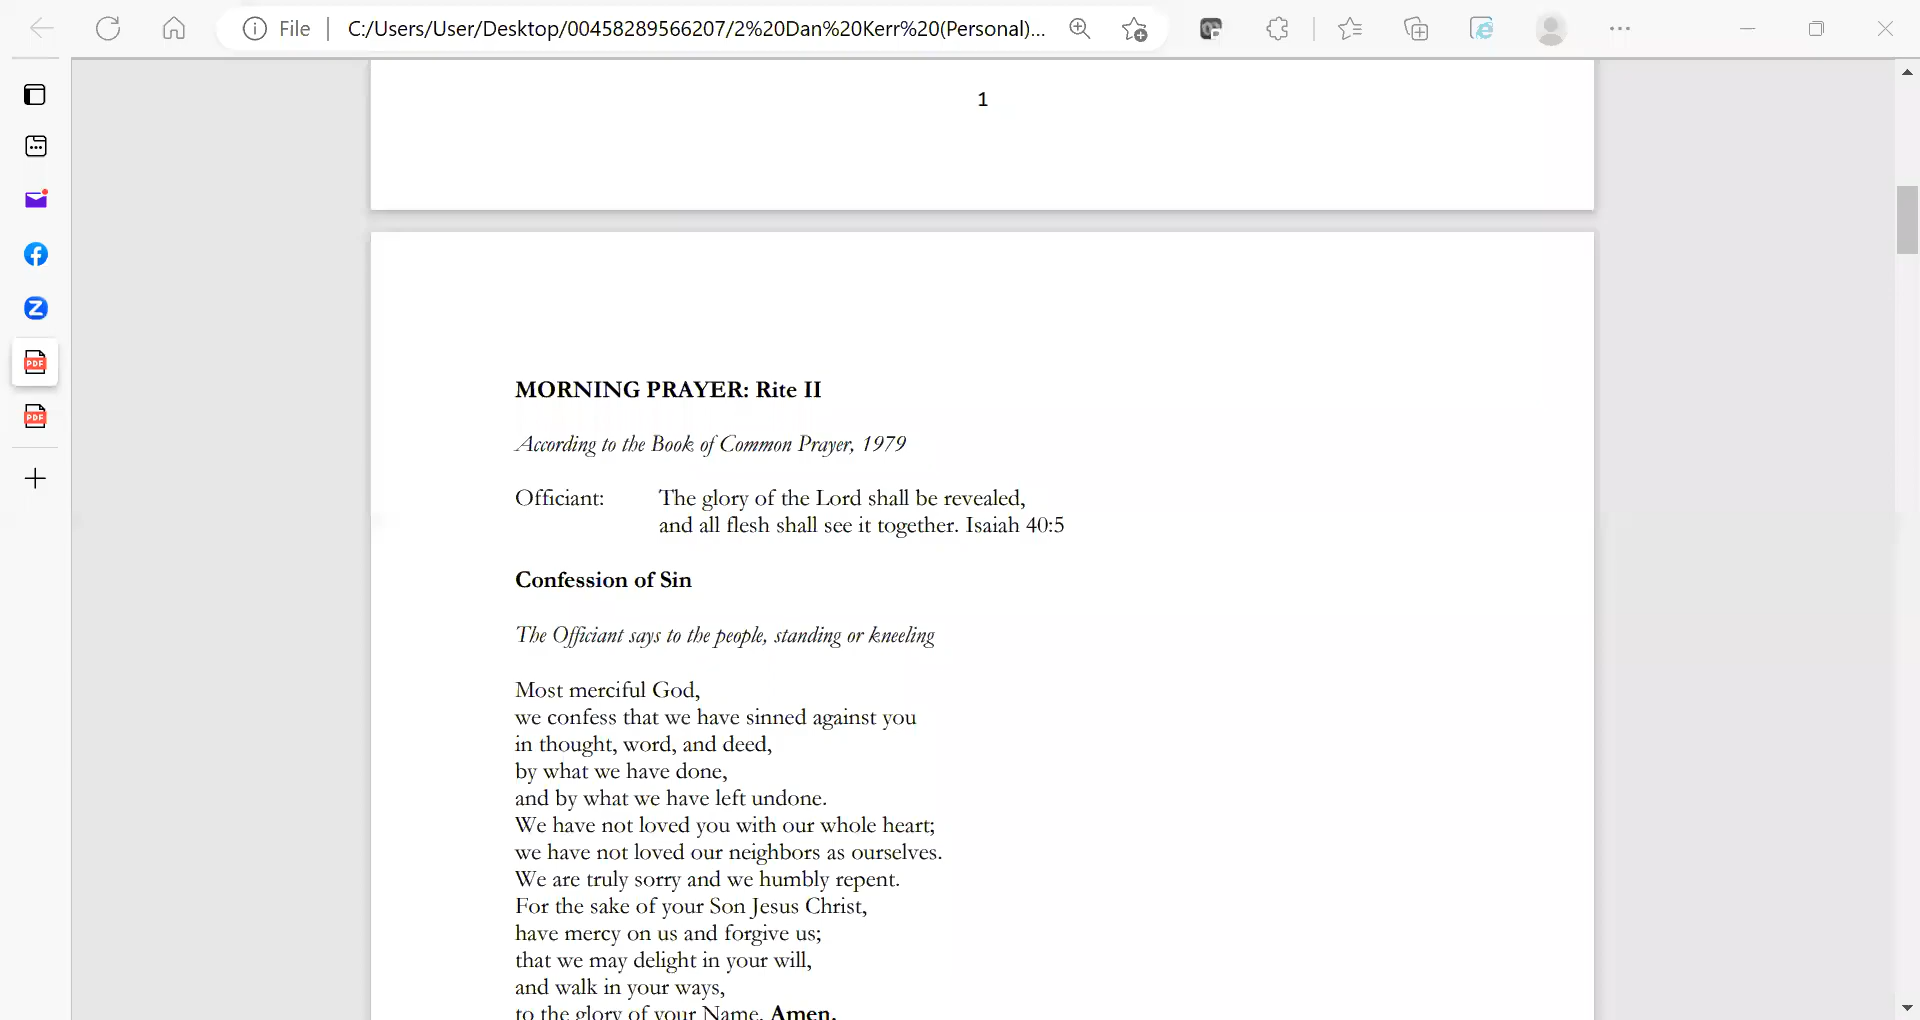 File
C:/Users/User/Desktop/00458289566207/2%20Dan%20Kerr%20(Personal)...
1
MORNING PRAYER: Rite II
According to the Book of Common Prayer, 1979
Officiant: The glory of the Lord shall be revealed,
and all flesh shall see it together. Isaiah 40:5
Confession of Sin
The Officiant says to the people, standing or kneeling
Most merciful God,
we confess that we have sinned against you
in thought, word, and deed,
by what we have done,
and by what we have left undone.
We have not loved you with our whole heart;
we have not loved our neighbors as ourselves.
We are truly sorry and we humbly repent.
For the sake of your Son Jesus Christ,
have mercy on us and forgive us;
that we may delight in your will,
and walk in your ways,
to the glory of your Name. Amen.
PDF
PDF